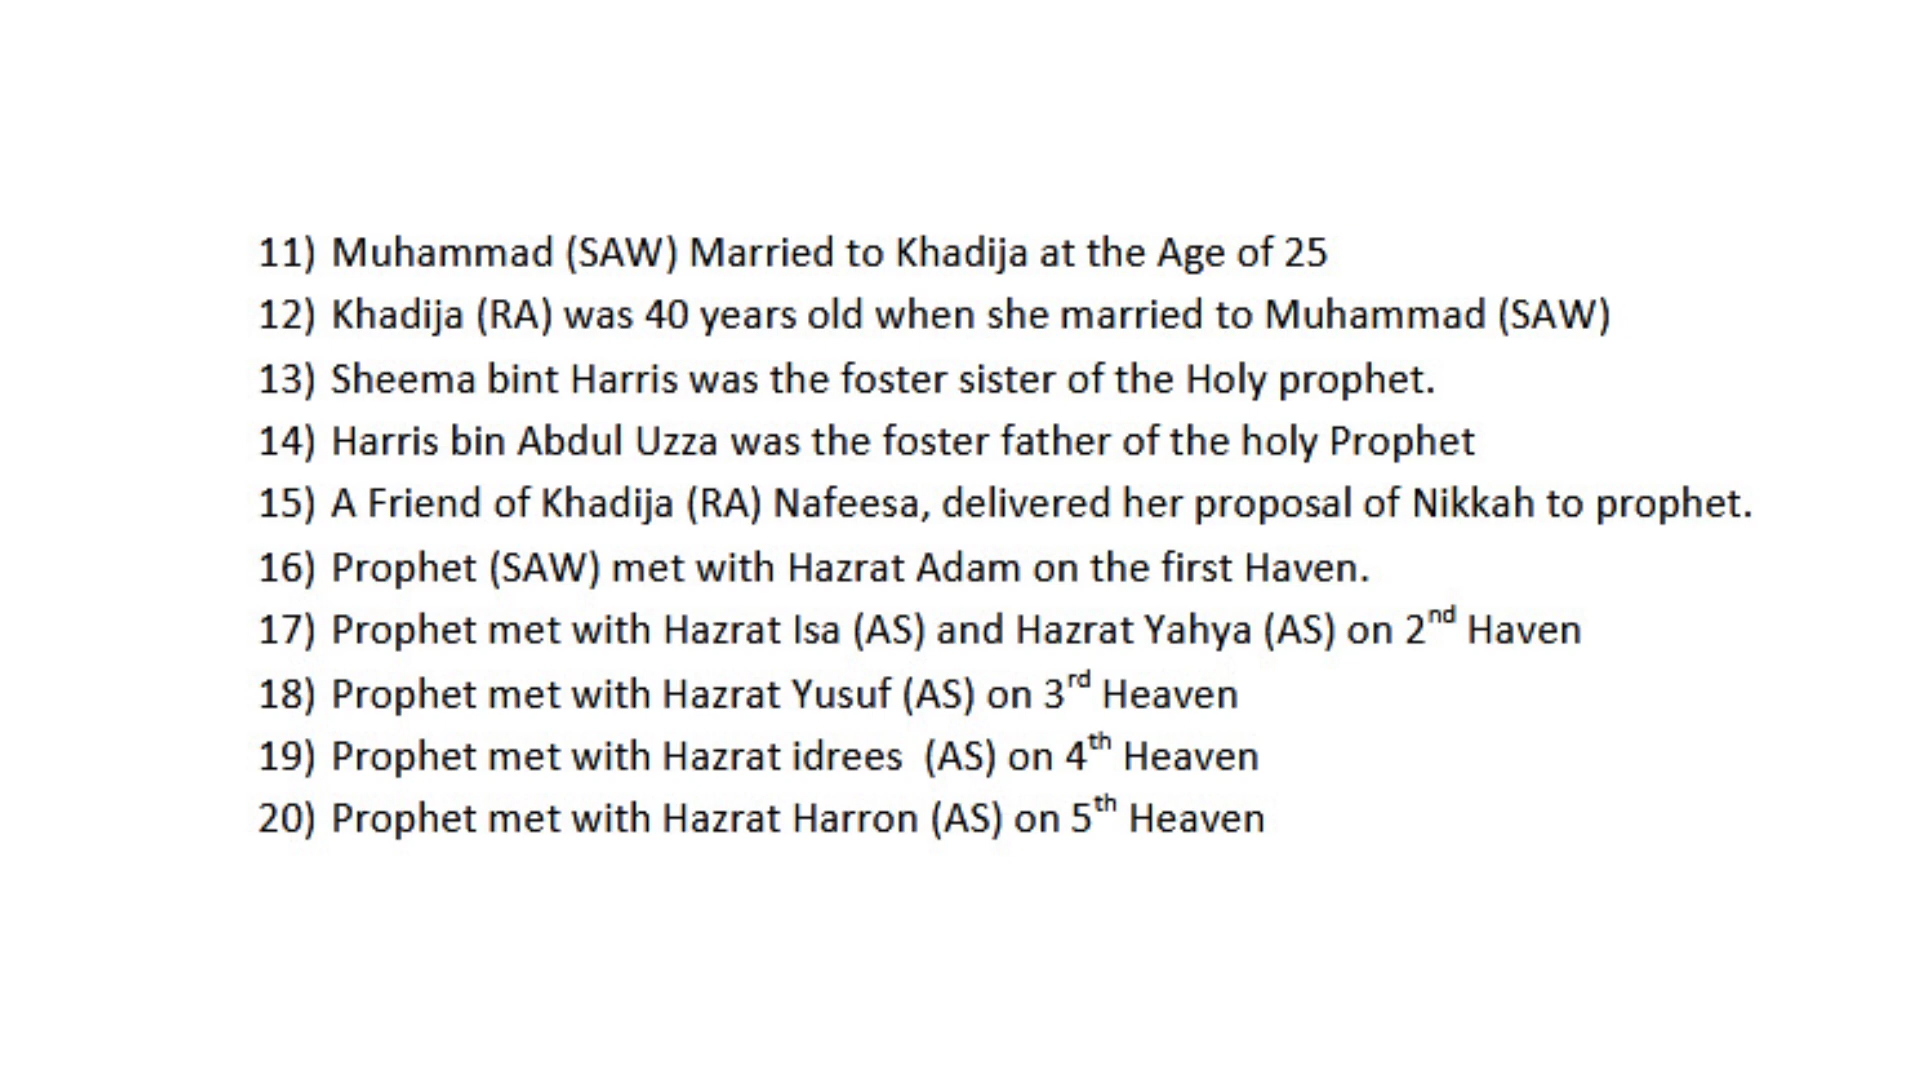 11) Muhammad (SAW) Married to Khadija at the Age of 25
12) Khadija (RA) was 40 years old when she married to Muhammad (SAW)
13) Sheema bint Harris was the foster sister of the Holy prophet.
14) Harris bin Abdul Uzza was the foster father of the holy Prophet
15) A Friend of Khadija (RA) Nafeesa, delivered her proposal of Nikkah to prophet.
16) Prophet (SAW) met with Hazrat Adam on the first Haven.
17) Prophet met with Hazrat Isa (AS) and Hazrat Yahya (AS) on 2nd Haven
18) Prophet met with Hazrat Yusuf (AS) on 3rd Heaven
19) Prophet met with Hazrat idrees  (AS) on 4th Heaven
20) Prophet met with Hazrat Harron (AS) on 5th Heaven